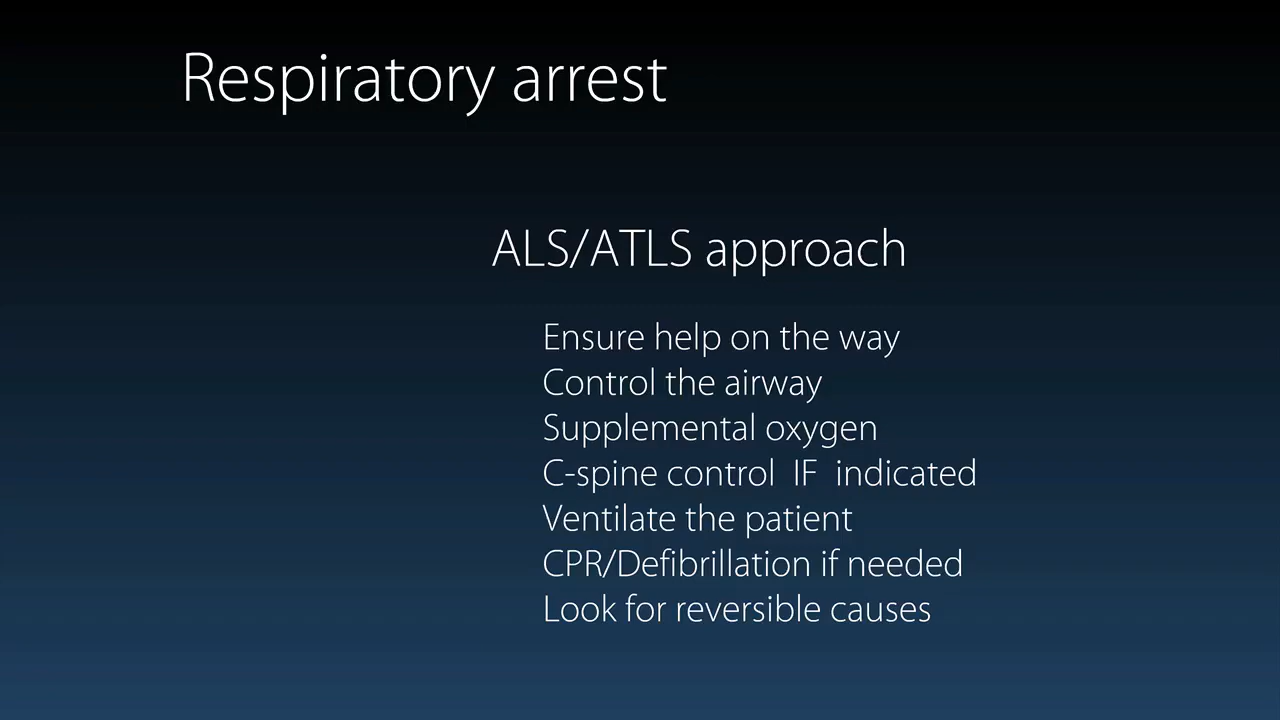 Respiratory arrest
ALS/ATLS approach
Ensure help on the way
Control the airway
Supplemental oxygen
C-spine control  IF  indicated
Ventilate the patient
CPR/Defibrillation if needed
Look for reversible causes